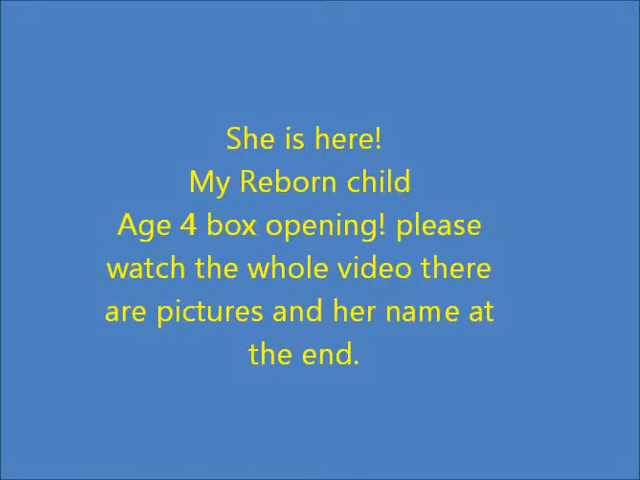 She is here!
My Reborn child
Age 4 box opening! please
watch the whole video there
are pictures and her name at
the end.